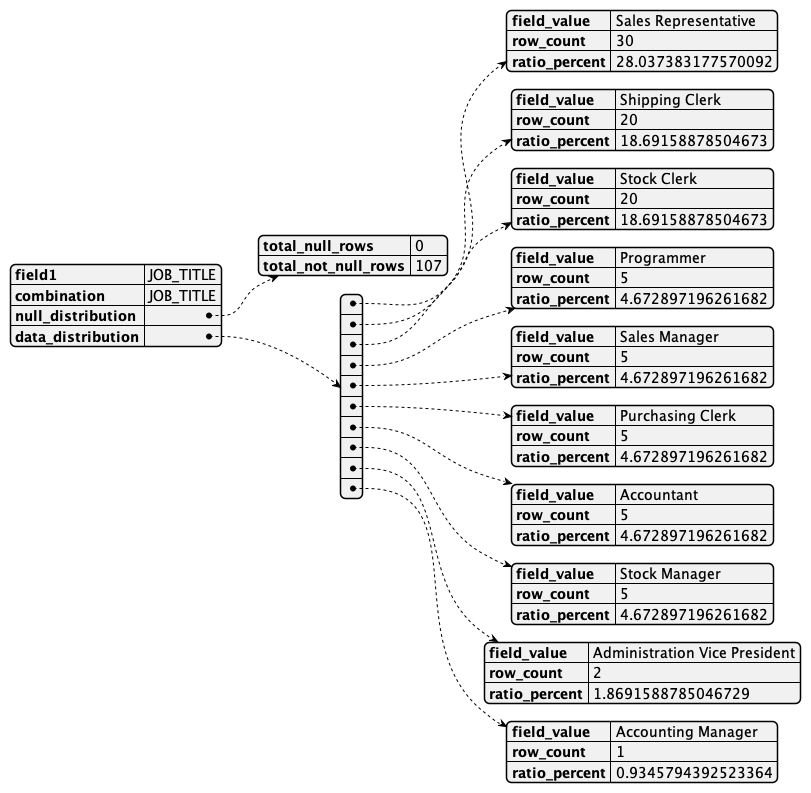 field_value Sales Representative
row_count 30
ratio_percent 28.037383177570092
field_value Shipping Clerk
row_count 20
ratio_percent 18.69158878504673
field_value Stock Clerk
row_count 20
ratio_percent 18.69158878504673
total_null_rows 0
total_not_null_rows 107
field1 JOB_TITLE
combination JOB_TITLE
null_distribution
data_distribution
field_value Programmer
row_count 5
ratio_percent 4.672897196261682
field_value Sales Manager
row_count 5
ratio_percent 4.672897196261682
field_value Purchasing Clerk
row_count 5
ratio_percent 4.672897196261682
field_value Accountant
row_count 5
ratio_percent 4.672897196261682
field_value Stock Manager
row_count 5
ratio_percent 4.672897196261682
field_value Administration Vice President
row_count 2
ratio_percent 1.8691588785046729
field_value Accounting Manager
row_count 1
ratio_percent 0.9345794392523364